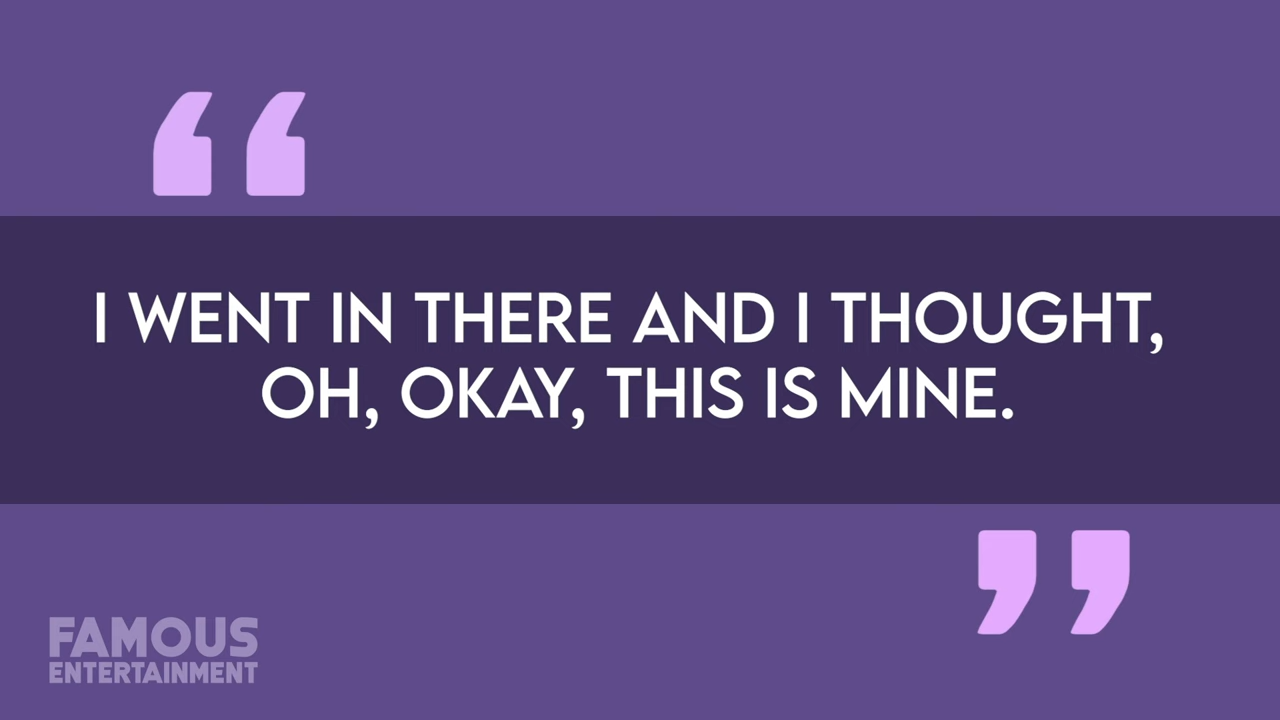 I WENT IN THERE AND I THOUGHT,
OH, OKAY, THIS IS MINE.
FAMOUS
ENTERTAINMENT